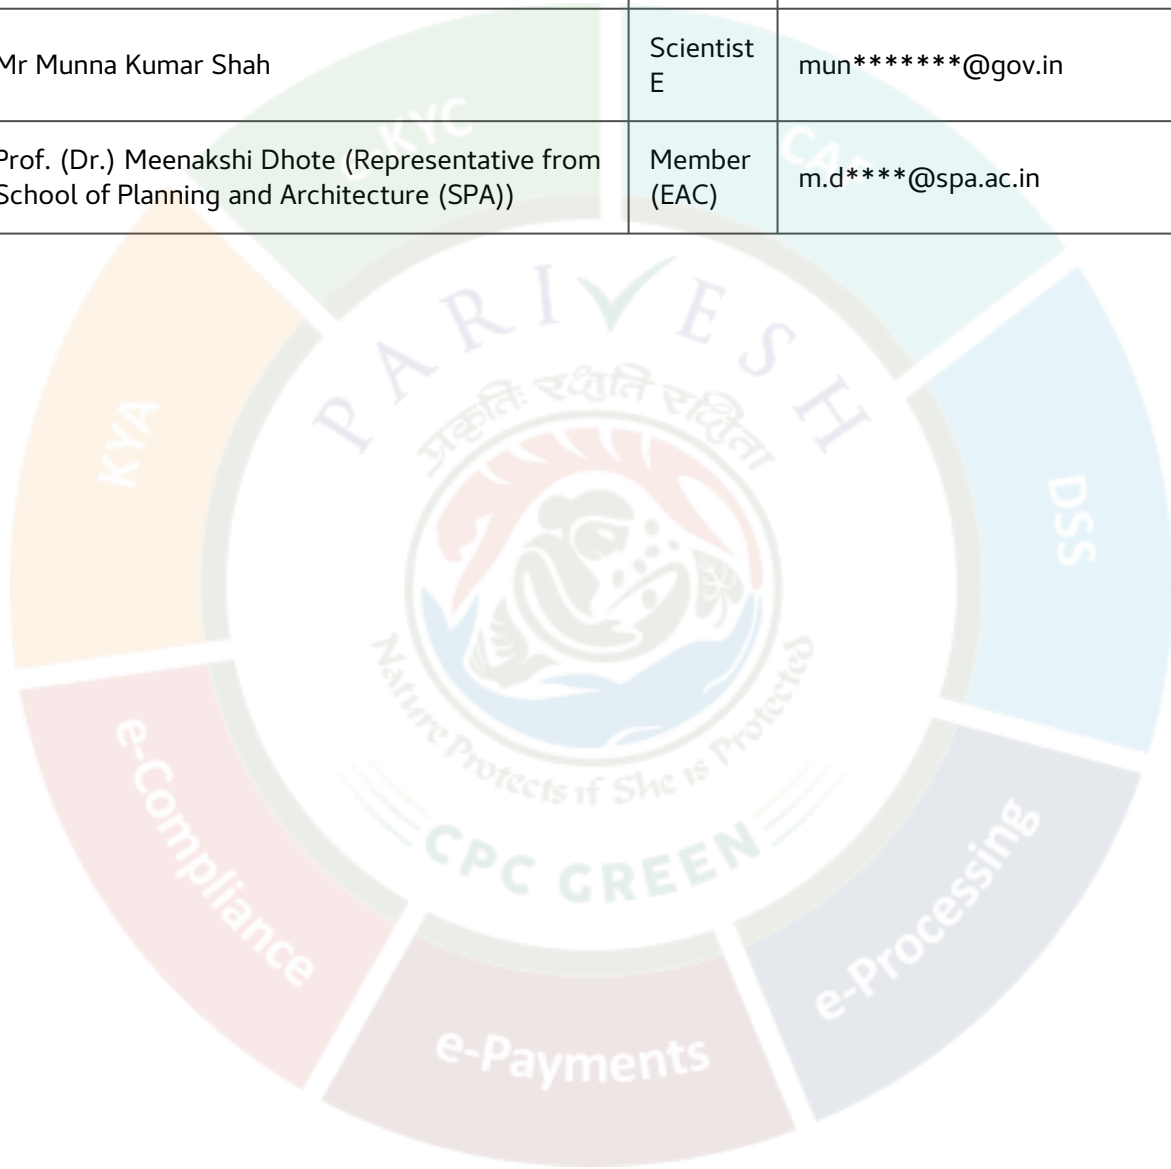 Mr Munna Kumar Shah
Scientist
E
mun*******@gov.in
Prof. (Dr.) Meenakshi Dhote (Representative from
School of Planning and Architecture (SPA))
Member
(EAC)
m.d****@spa.ac.in
e-KYC
CAF
PARIVESH
प्रकृतिः रक्षति रक्षिता
KYA
DSS
Nature Protects if She is Protected
CPC GREEN
e-Compliance
e-Processing
e-Payments